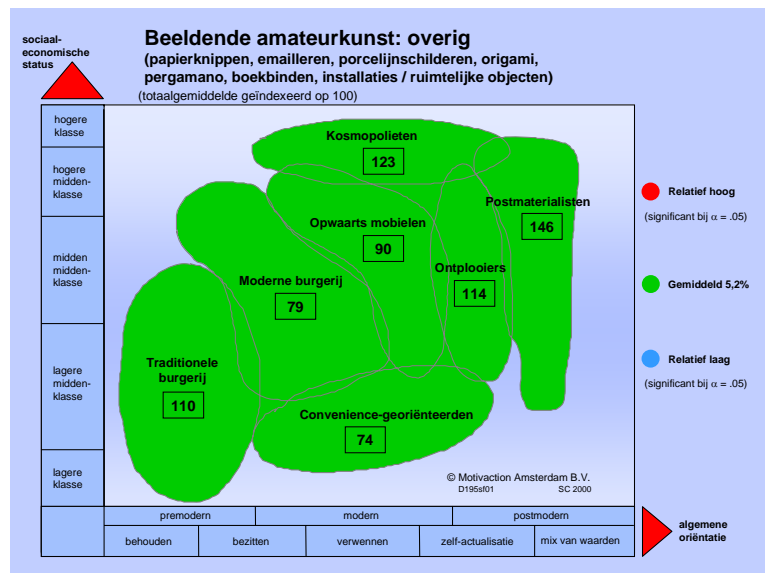 sociaal-
economische
status
Beeldende amateurkunst: overig
(papierknippen, emailleren, porcelijnschilderen, origami,
pergamano, boekbinden, installaties / ruimtelijke objecten)
(totaalgemiddelde geïndexeerd op 100)
hogere
klasse
hogere
midden-
klasse
midden
midden-
klasse
lagere
midden-
klasse
lagere
klasse
Kosmopolieten
123
Postmaterialisten
146
Opwaarts mobielen
90
Ontplooiers
114
Moderne burgerij
79
Traditionele
burgerij
110
Convenience-georiënteerden
74
© Motivaction Amsterdam B.V.
D195sf01 SC 2000
Relatief hoog
(significant bij α = .05)
Gemiddeld 5,2%
Relatief laag
(significant bij α = .05)
premodern modern postmodern
behouden bezitten verwennen zelf-actualisatie mix van waarden
algemene
oriëntatie